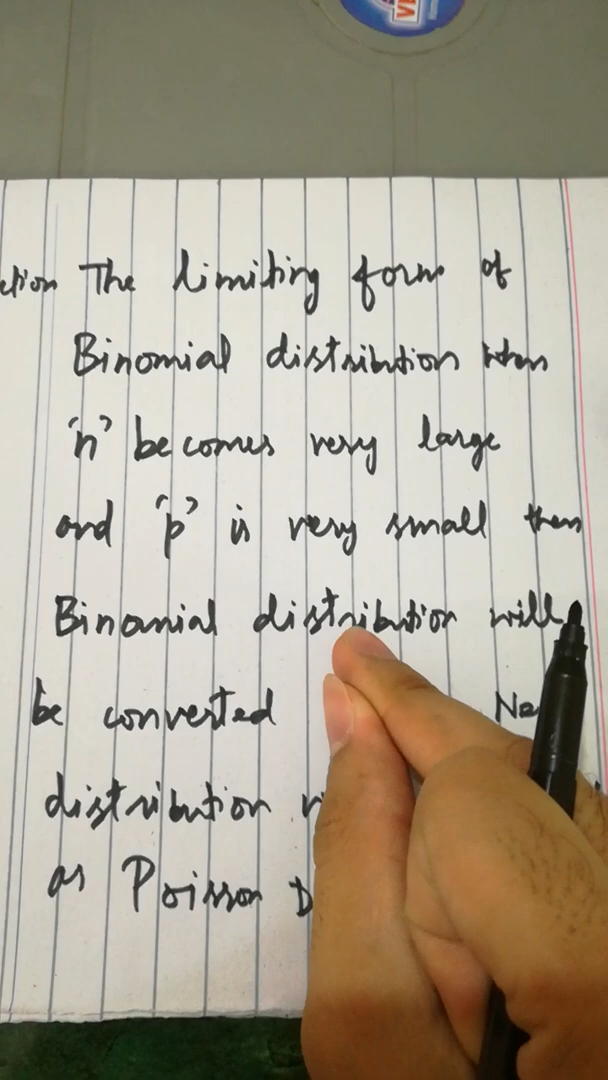 The limiting form of
Binomial distribution when
'n' becomes very large
and 'p' is very small then
Binomial distribution will
be converted
distribution
as Poisson D